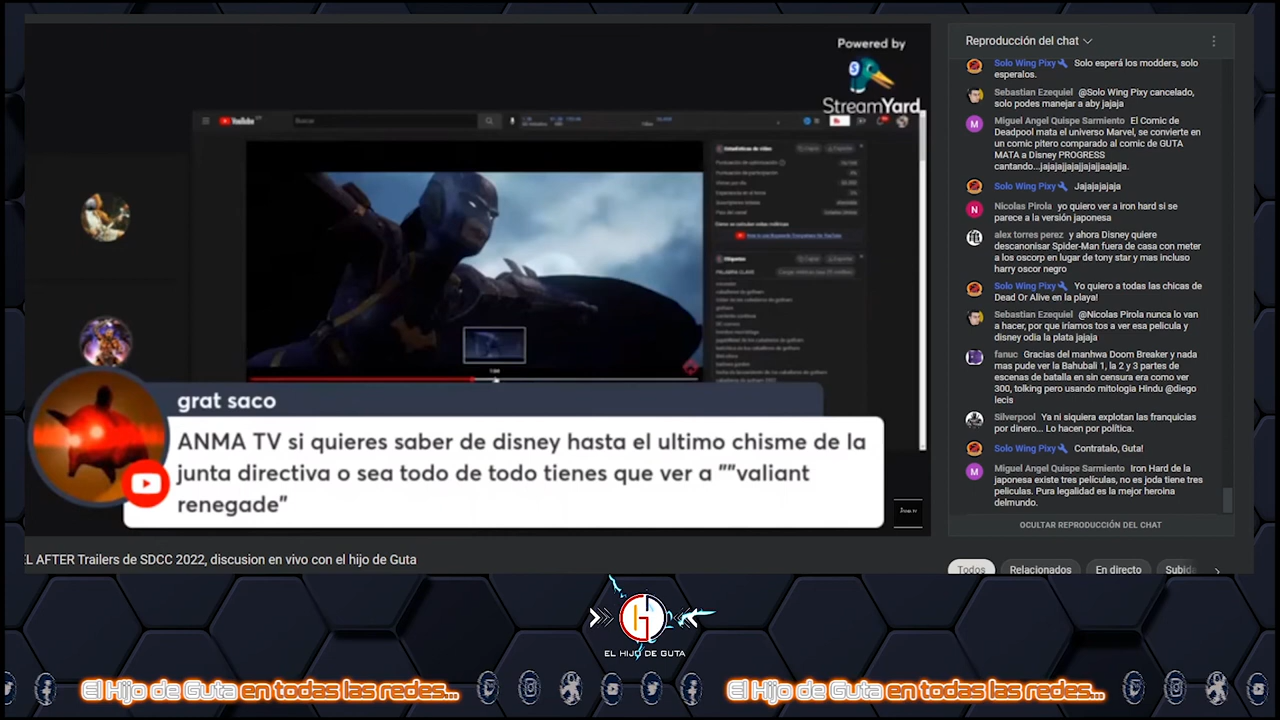 Powered by
StreamYard
YouTube
Buscar
1:04
grat saco
ANMA TV si quieres saber de disney hasta el ultimo chisme de la
junta directiva o sea todo de todo tienes que ver a ””valiant
renegade”
EL AFTER Trailers de SDCC 2022, discusion en vivo con el hijo de Guta
Reproducción del chat
Solo Wing Pixy Solo esperá los modders, solo
esperalos.
Sebastian Ezequiel @Solo Wing Pixy cancelado,
solo podes manejar a aby jajaja
Miguel Angel Quispe Sarmiento El Comic de
Deadpool mata el universo Marvel, se convierte en
un comic pitero comparado al comic de GUTA
MATA a Disney PROGRESS
cantando...jajajajjajajajajjaajajja.
Solo Wing Pixy Jajajajajaja
Nicolas Pirola yo quiero ver a iron hard si se
parece a la versión japonesa
alex torres perez y ahora Disney quiere
descanonisar Spider-Man fuera de casa con meter
a los oscorp en lugar de tony star y mas incluso
harry oscor negro
Solo Wing Pixy Yo quiero a todas las chicas de
Dead Or Alive en la playa!
Sebastian Ezequiel @Nicolas Pirola nunca lo van
a hacer, por que iríamos tos a ver esa pelicula y
disney odia la plata jajaja
fanuc Gracias del manhwa Doom Breaker y nada
mas pude ver la Bahubali 1, la 2 y 3 partes de
escenas de batalla en sin censura era como ver
300, talking pero usando mitologia Hindu @diego
lecis
Silverpool Ya ni siquiera explotan las franquicias
por dinero... Lo hacen por política.
Solo Wing Pixy Contratalo, Guta!
Miguel Angel Quispe Sarmiento Iron Hard de la
japonesa existe tres películas, no es joda tiene tres
películas. Pura legalidad es la mejor heroina
delmundo.
OCULTAR REPRODUCCIÓN DEL CHAT
Todos Relacionados En directo Subid
EL HIJO DE GUTA
El Hijo de Guta en todas las redes...
El Hijo de Guta en todas las redes...